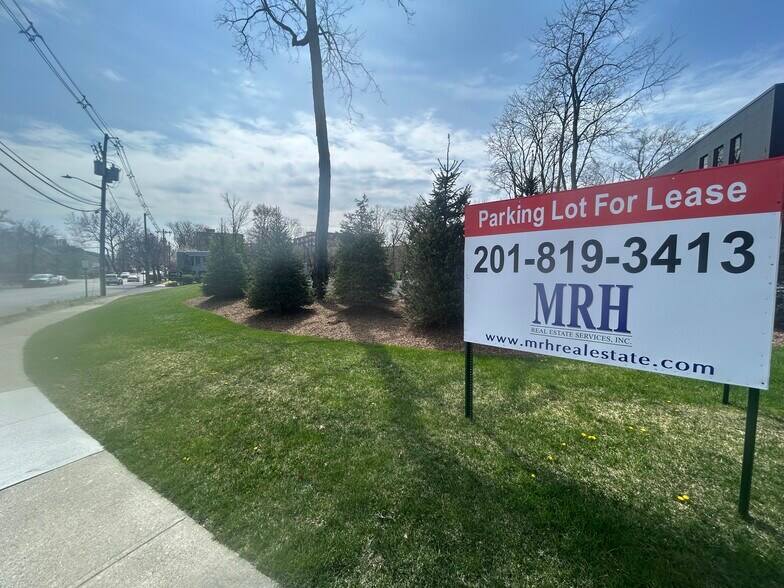 Parking Lot For Lease
201-819-3413
MRH
REAL ESTATE SERVICES, INC.
www.mrhrealestate.com